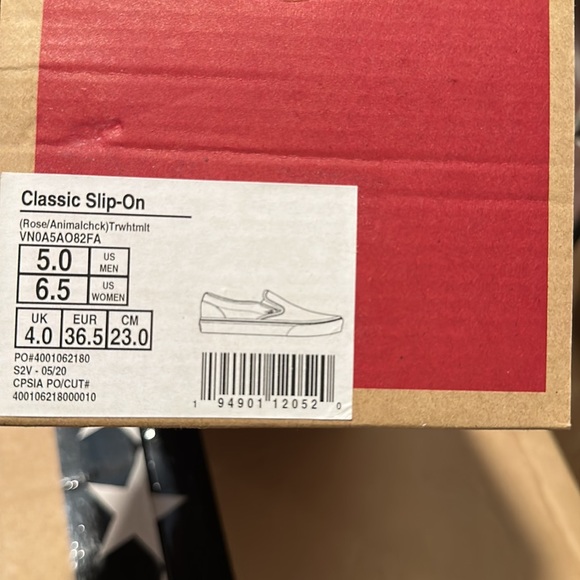 Classic Slip-On
(Rose/Animalchck)Trwhtmlt
VN0A5AO82FA
5.0 US MEN
6.5 US WOMEN
UK EUR CM
4.0 36.5 23.0
PO#4001062180
S2V - 05/20
CPSIA PO/CUT#
400106218000010
1 94901 12052 0